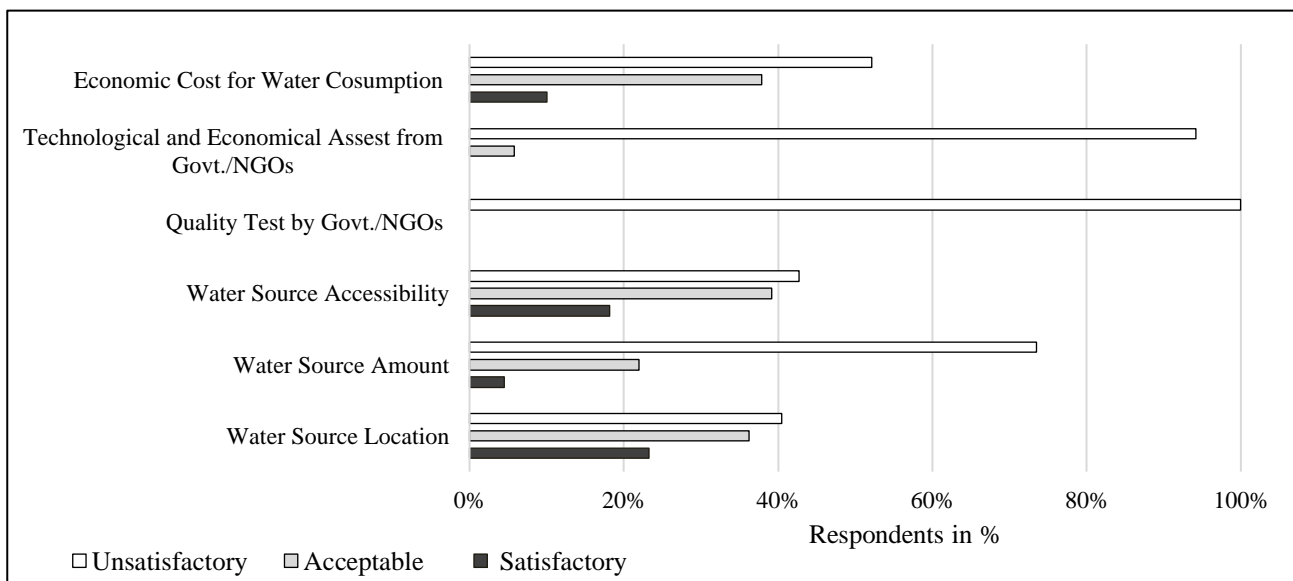 Economic Cost for Water Cosumption
Technological and Economical Assest from
Govt./NGOs
Quality Test by Govt./NGOs
Water Source Accessibility
Water Source Amount
Water Source Location
0% 20% 40% 60% 80% 100%
Respondents in %
Unsatisfactory Acceptable Satisfactory